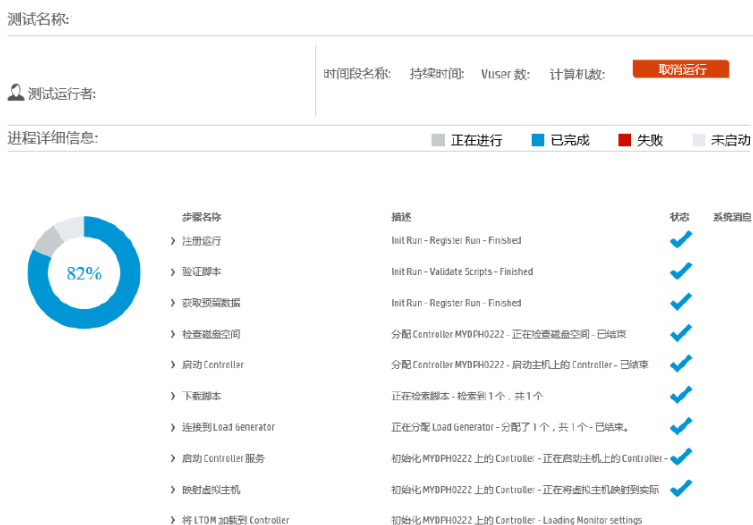 测试名称:
时间段名称: 持续时间: Vuser 数: 计算机数: 取消运行
测试运行者:
进程详细信息: 正在进行 已完成 失败 未启动
步骤名称 描述 状态 系统消息
82%
注册运行 Init Run - Register Run - Finished
验证脚本 Init Run - Validate Scripts - Finished
获取预留数据 Init Run - Register Run - Finished
检查磁盘空间 分配 Controller MYDPH0222 - 正在检查磁盘空间 - 已结束
启动 Controller 分配 Controller MYDPH0222 - 启动主机上的 Controller - 已结束
下载脚本 正在检索脚本 - 检索到 1 个，共 1 个
连接到 Load Generator 正在分配 Load Generator - 分配了 1 个，共 1 个 - 已结束。
启动 Controller 服务 初始化 MYDPH0222 上的 Controller - 正在启动主机上的 Controller -
映射虚拟主机 初始化 MYDPH0222 上的 Controller - 正在将虚拟主机映射到实际
将 LTOM 加载到 Controller 初始化 MYDPH0222 上的 Controller - Loading Monitor settings